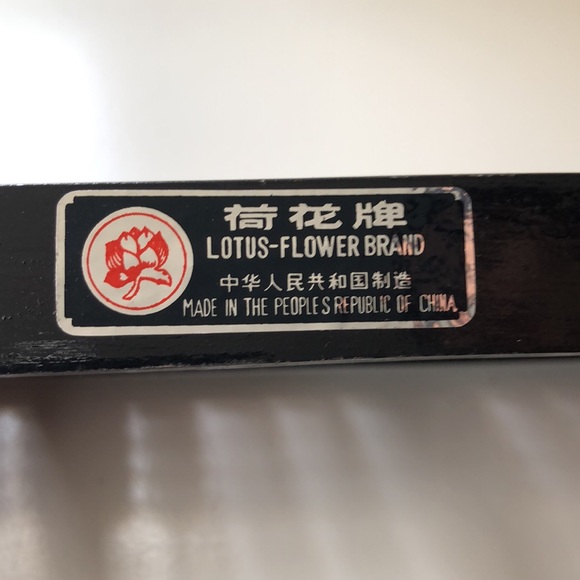 荷花牌
LOTUS-FLOWER BRAND
中华人民共和国制造
MADE IN THE PEOPLE'S REPUBLIC OF CHINA